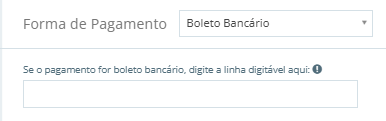 Forma de Pagamento Boleto Bancário
Se o pagamento for boleto bancário, digite a linha digitável aqui: